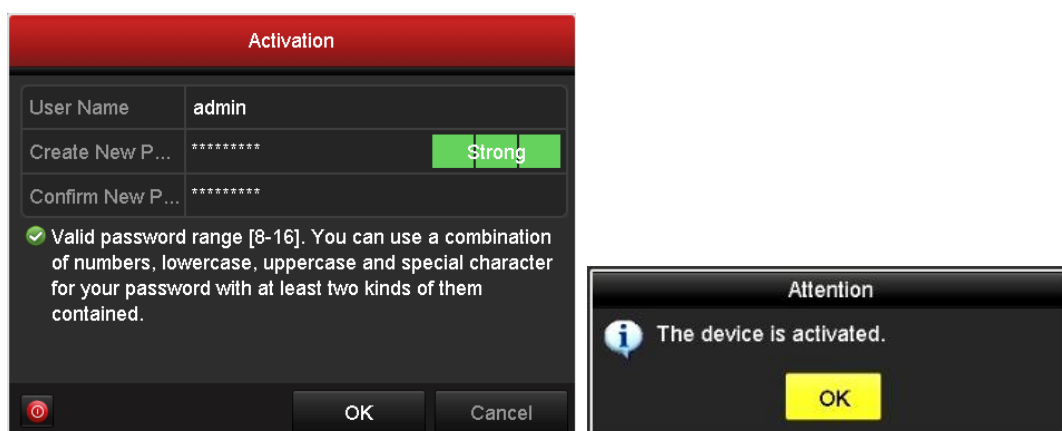 Activation
User Name admin
Create New P... ********* Strong
Confirm New P... *********
Valid password range [8-16]. You can use a combination
of numbers, lowercase, uppercase and special character
for your password with at least two kinds of them
contained.
OK Cancel
Attention
The device is activated.
OK